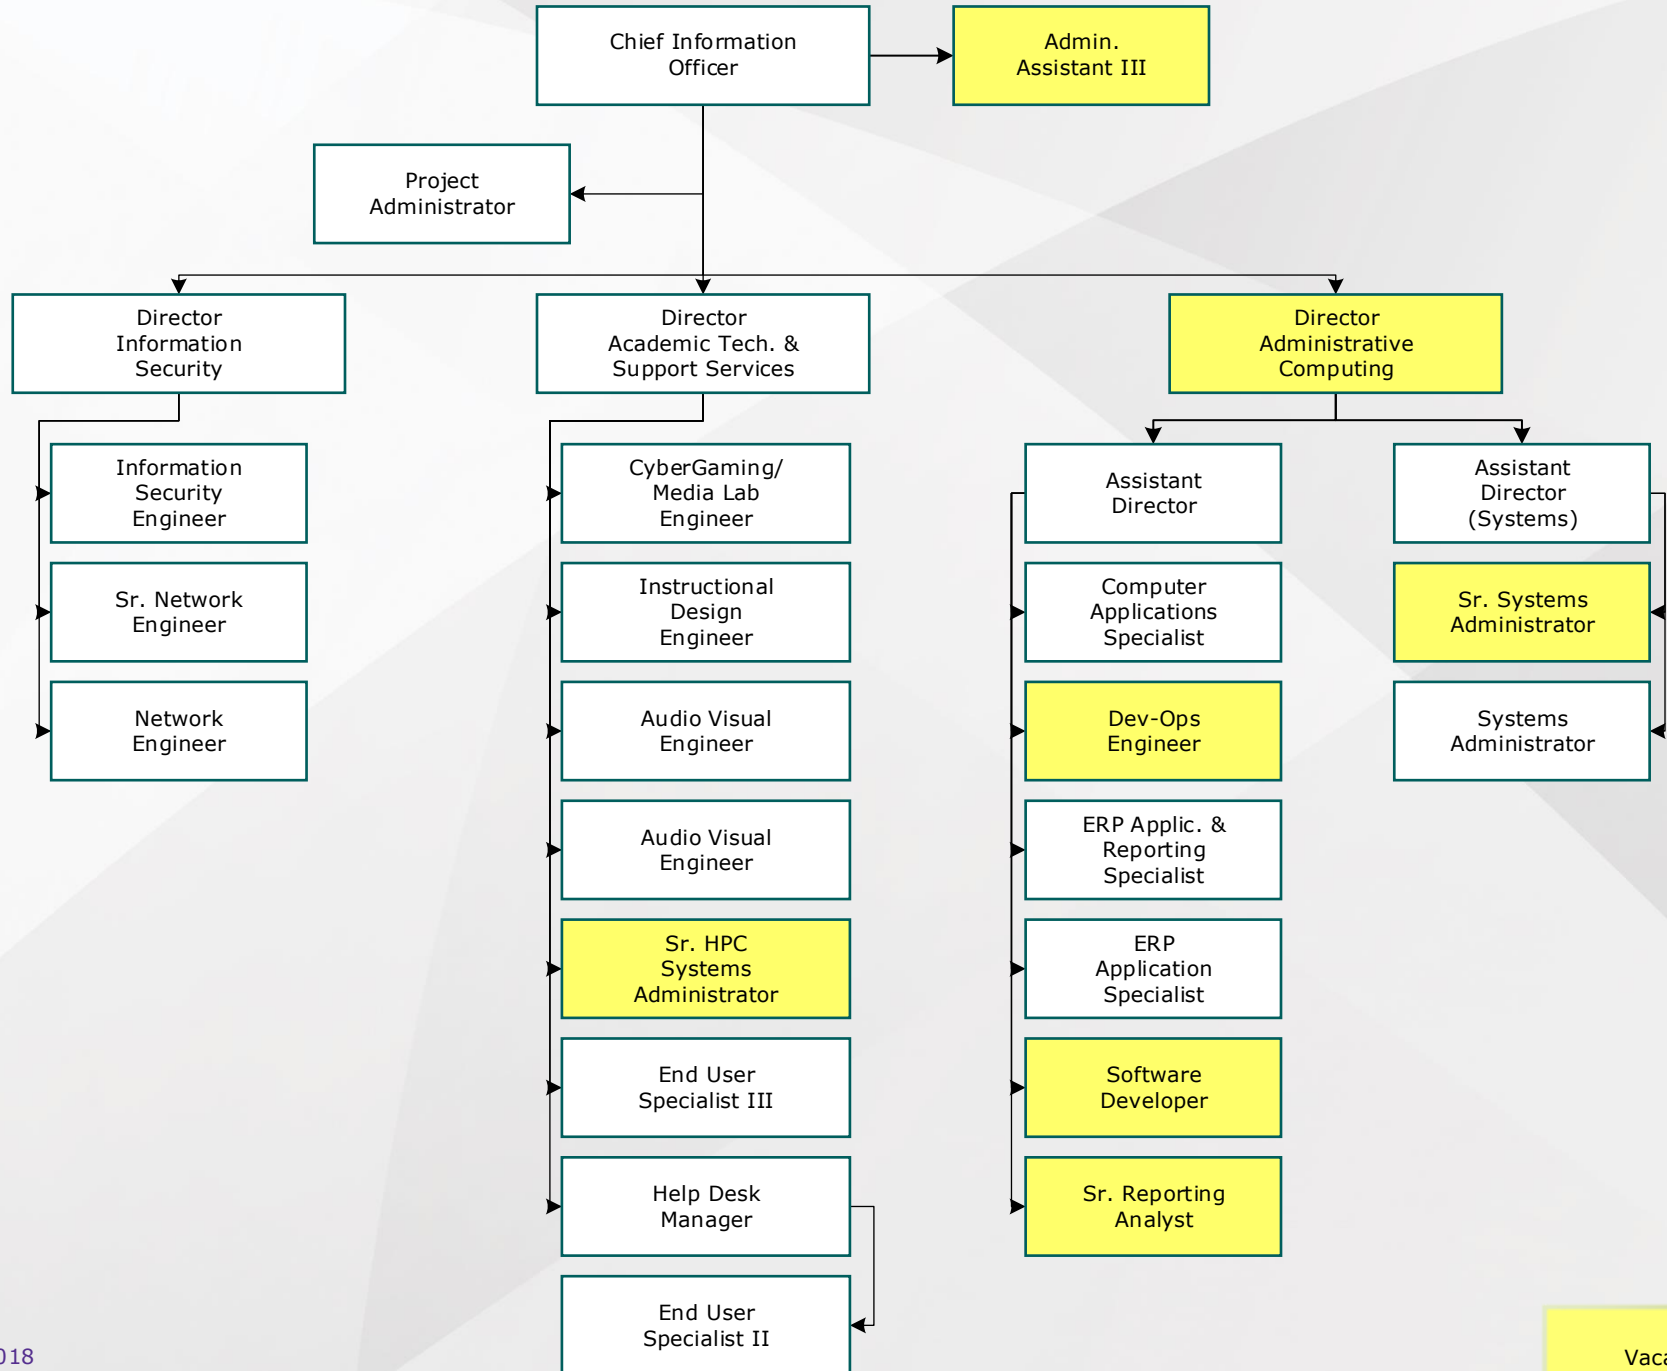 Chief Information
Officer
Admin.
Assistant III
Project
Administrator
Director
Information
Security
Director
Academic Tech. &
Support Services
Director
Administrative
Computing
Information
Security
Engineer
Sr. Network
Engineer
Network
Engineer
CyberGaming/
Media Lab
Engineer
Instructional
Design
Engineer
Audio Visual
Engineer
Audio Visual
Engineer
Sr. HPC
Systems
Administrator
End User
Specialist III
Help Desk
Manager
End User
Specialist II
Assistant
Director
Computer
Applications
Specialist
Dev-Ops
Engineer
ERP Applic. &
Reporting
Specialist
ERP
Application
Specialist
Software
Developer
Sr. Reporting
Analyst
Assistant
Director
(Systems)
Sr. Systems
Administrator
Systems
Administrator